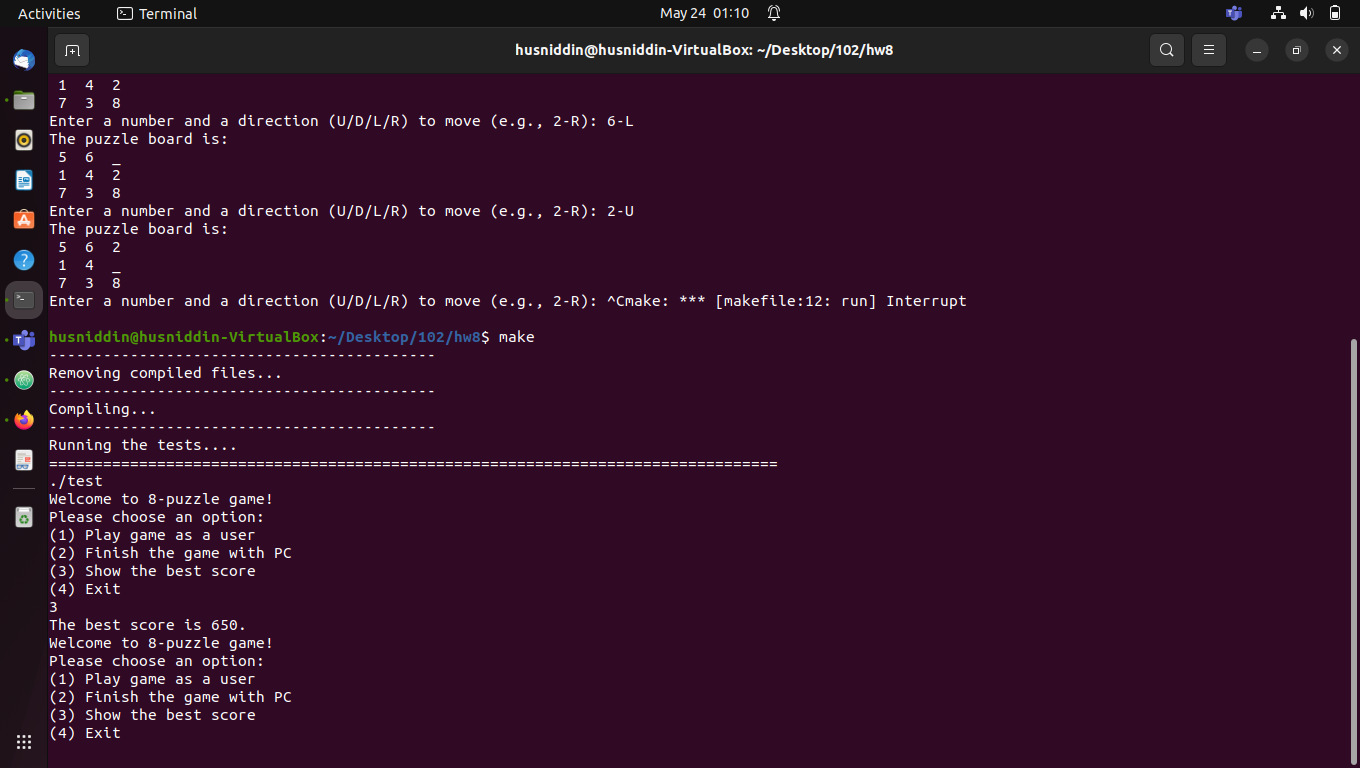 Activities Terminal May 24 01:10
husniddin@husniddin-VirtualBox: ~/Desktop/102/hw8
1 4 2
7 3 8
Enter a number and a direction (U/D/L/R) to move (e.g., 2-R): 6-L
The puzzle board is:
5 6 _
1 4 2
7 3 8
Enter a number and a direction (U/D/L/R) to move (e.g., 2-R): 2-U
The puzzle board is:
5 6 2
1 4 _
7 3 8
Enter a number and a direction (U/D/L/R) to move (e.g., 2-R): ^Cmake: *** [makefile:12: run] Interrupt
husniddin@husniddin-VirtualBox:~/Desktop/102/hw8$ make
-------------------------------------------
Removing compiled files...
-------------------------------------------
Compiling...
-------------------------------------------
Running the tests....
=================================================================================
./test
Welcome to 8-puzzle game!
Please choose an option:
(1) Play game as a user
(2) Finish the game with PC
(3) Show the best score
(4) Exit
3
The best score is 650.
Welcome to 8-puzzle game!
Please choose an option:
(1) Play game as a user
(2) Finish the game with PC
(3) Show the best score
(4) Exit